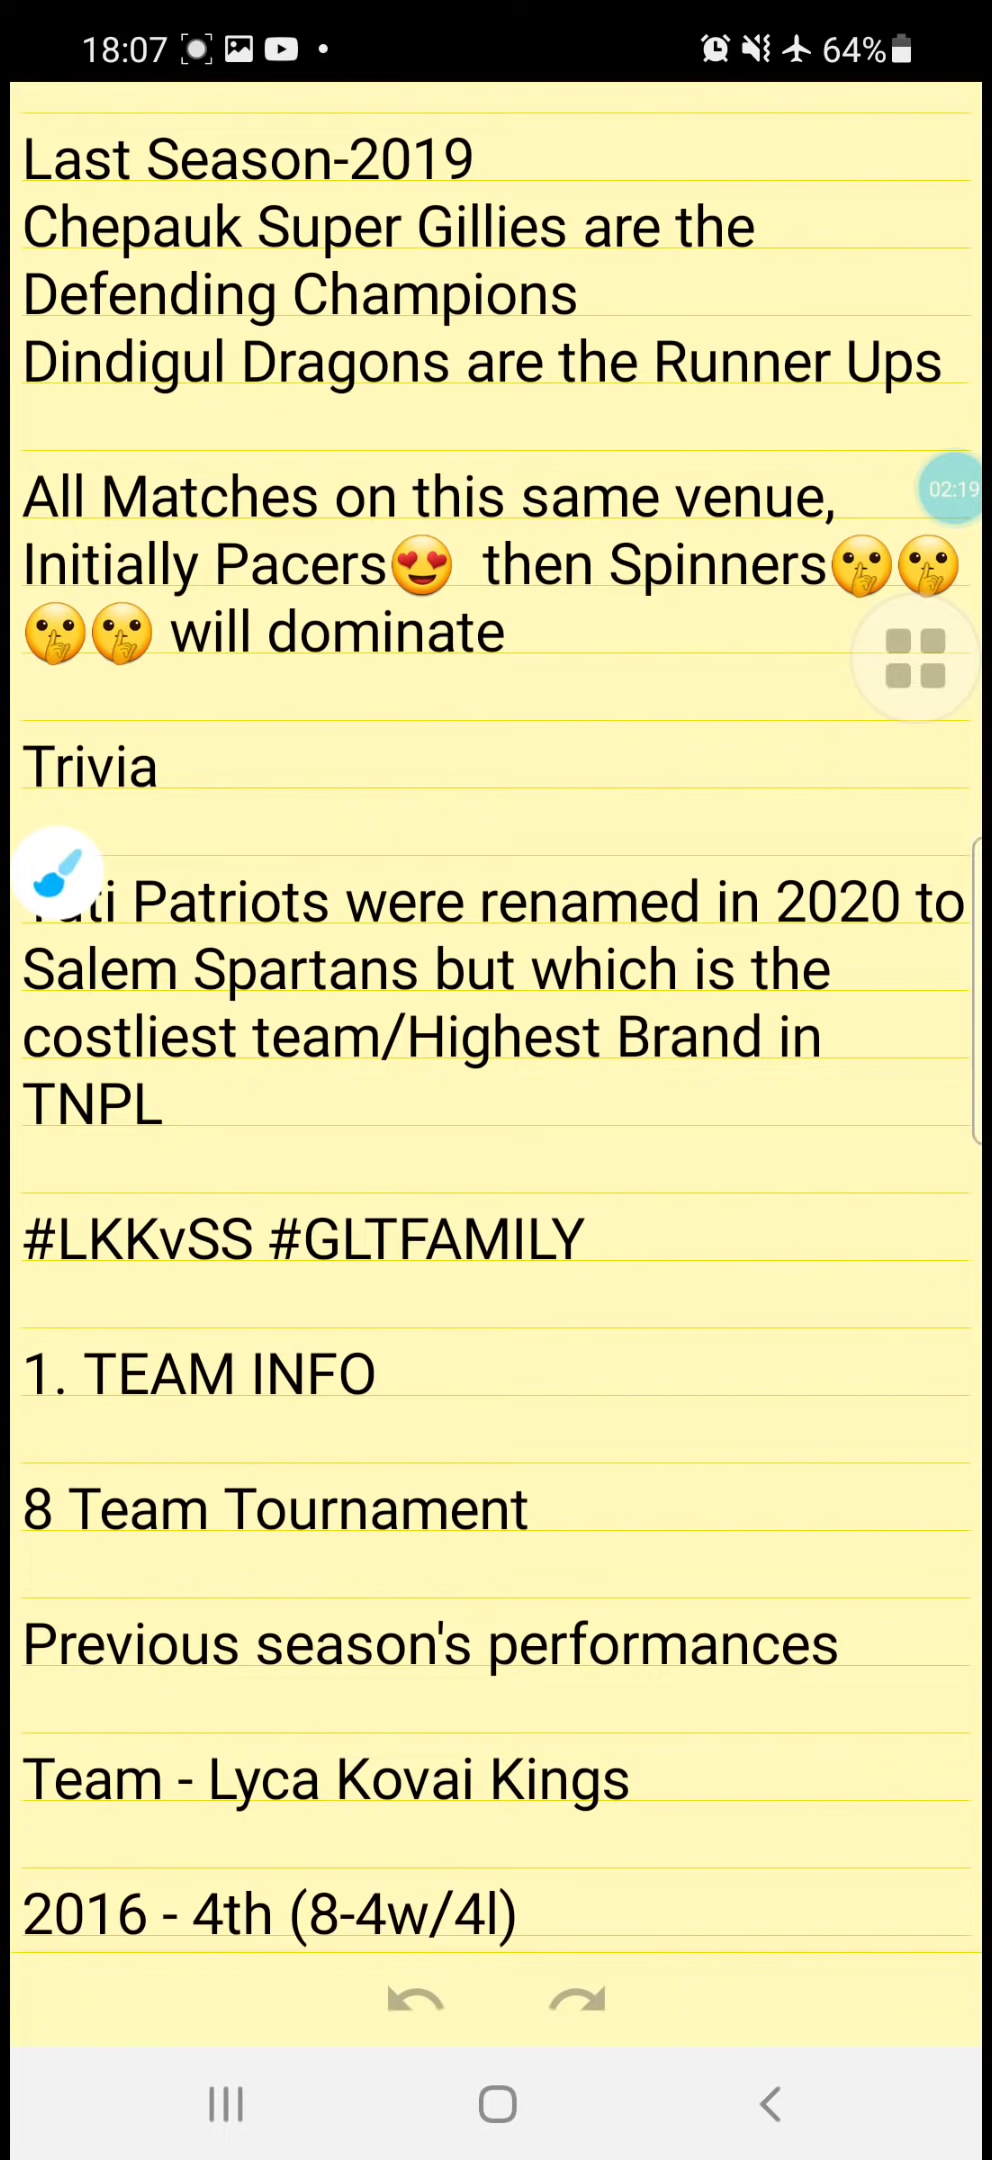 18:07 64%
Last Season-2019
Chepauk Super Gillies are the
Defending Champions
Dindigul Dragons are the Runner Ups
All Matches on this same venue,
02:19
Initially Pacers😍 then Spinners🤫🤫
🤫🤫 will dominate
Trivia
Patriots were renamed in 2020 to
Salem Spartans but which is the
costliest team/Highest Brand in
TNPL
#LKKvSS #GLTFAMILY
1. TEAM INFO
8 Team Tournament
Previous season's performances
Team - Lyca Kovai Kings
2016 - 4th (8-4w/4l)